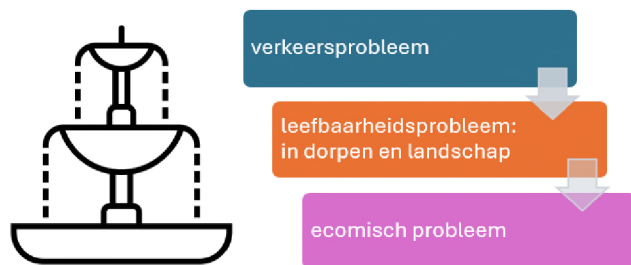 verkeersprobleem
leefbaarheidsprobleem:
in dorpen en landschap
ecomisch probleem